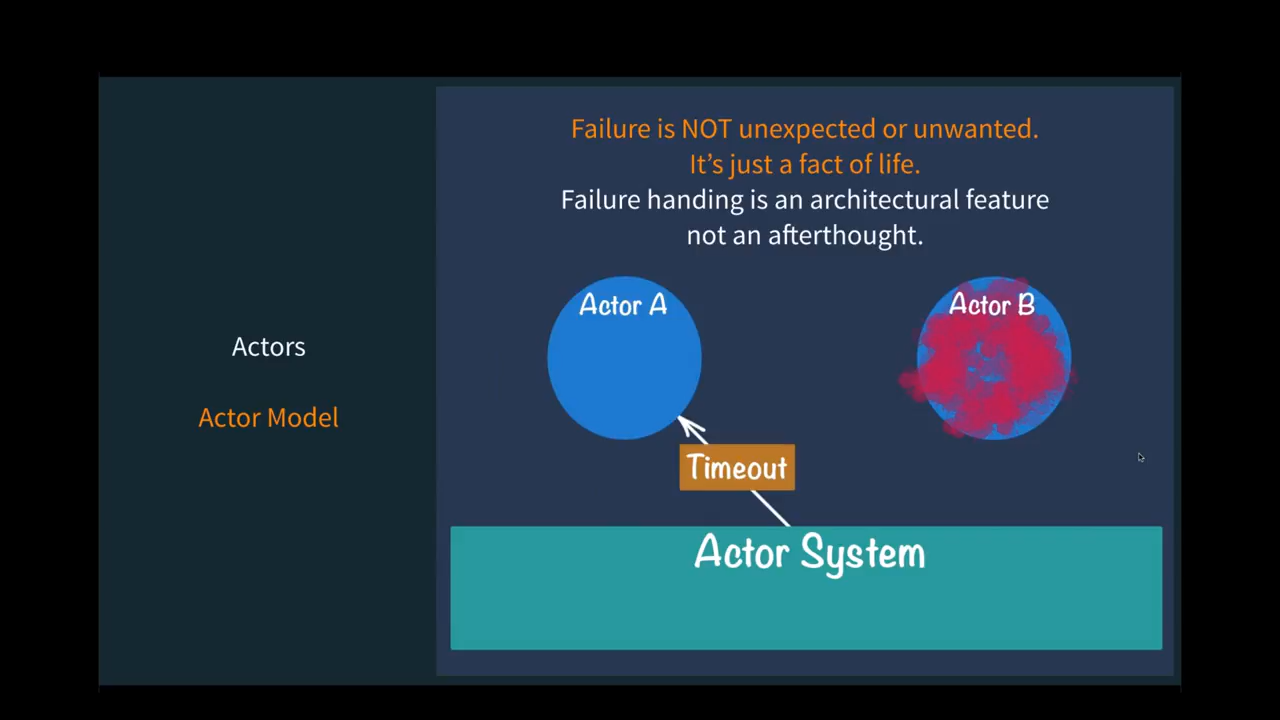 Failure is NOT unexpected or unwanted.
It's just a fact of life.
Failure handing is an architectural feature
not an afterthought.
Actors
Actor Model
Actor A
Actor B
Timeout
Actor System